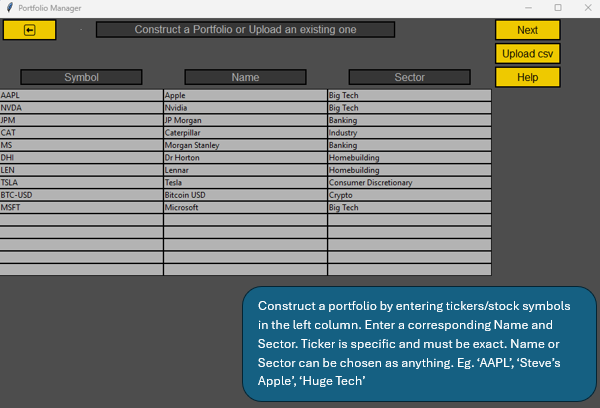 Portfolio Manager
Construct a Portfolio or Upload an existing one
Next
Upload csv
Help
Symbol Name Sector
AAPL Apple Big Tech
NVDA Nvidia Big Tech
JPM JP Morgan Banking
CAT Caterpillar Industry
MS Morgan Stanley Banking
DHI Dr Horton Homebuilding
LEN Lennar Homebuilding
TSLA Tesla Consumer Discretionary
BTC-USD Bitcoin USD Crypto
MSFT Microsoft Big Tech
Construct a portfolio by entering tickers/stock symbols
in the left column. Enter a corresponding Name and
Sector. Ticker is specific and must be exact. Name or
Sector can be chosen as anything. Eg. ‘AAPL’, ‘Steve’s
Apple’, ‘Huge Tech’